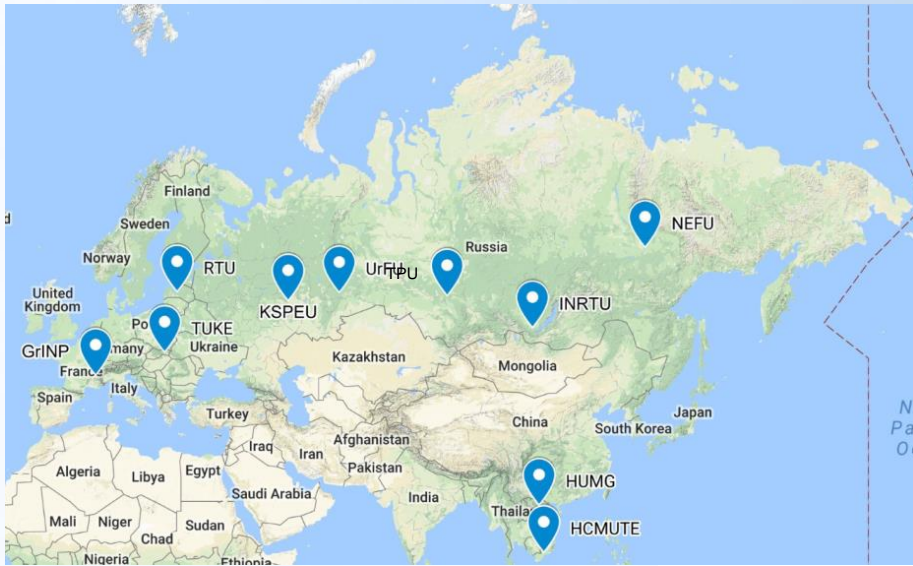 Finland
Sweden
NEFU
d
Norway
RTU
UrFU
TPU
Russia
United
Kingdom
KSPEU
INRTU
Po
TUKE
GrINP
many
Ukraine
France
Kazakhstan
Mongolia
Italy
Spain
Turkey
China
Japan
South Korea
Iraq
Iran
Afghanistan
Pakistan
Algeria
Libya
Egypt
Saudi Arabia
India
HUMG
Mali
Niger
Sudan
Chad
Thaila
HCMUTE
Nigeria
Ethiopia
N
Pa
O